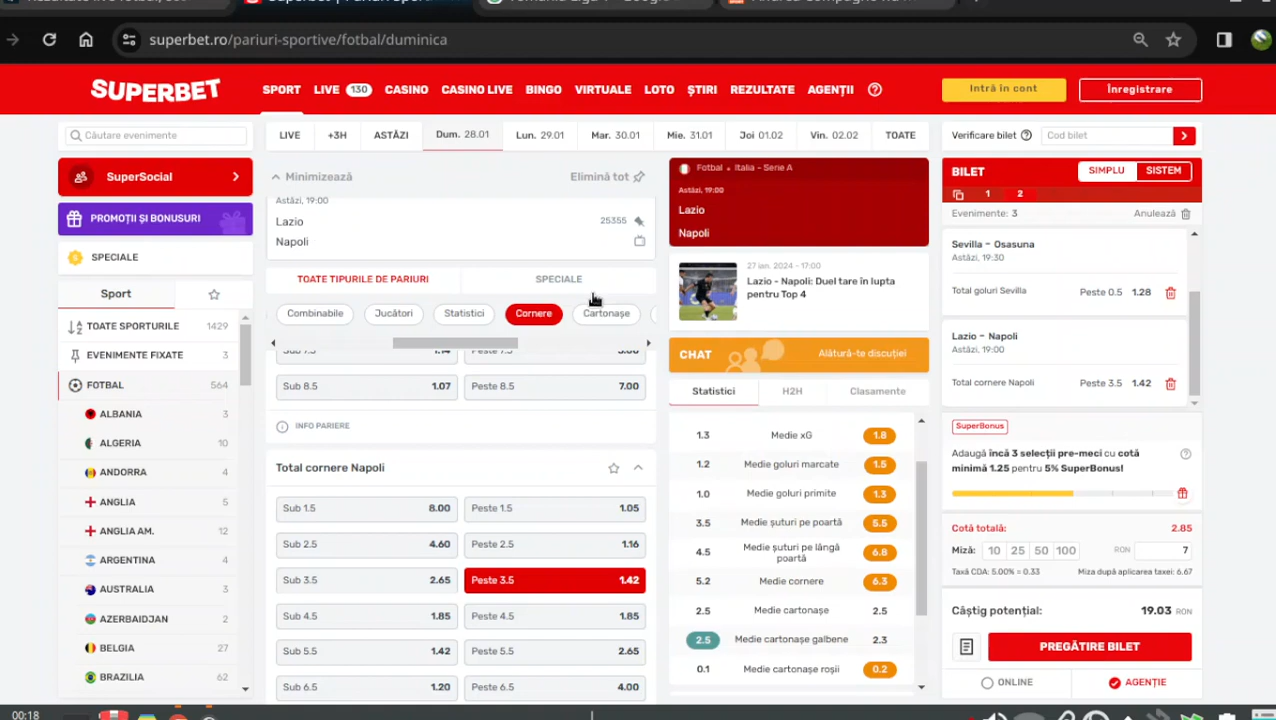 superbet.ro/pariuri-sportive/fotbal/duminica
SUPERBET
SPORT LIVE 130 CASINO CASINO LIVE BINGO VIRTUALE LOTO ȘTIRI REZULTATE AGENȚII
Intră în cont
Înregistrare
Căutare evenimente
LIVE +3H ASTĂZI Dum. 28.01 Lun. 29.01 Mar. 30.01 Mie. 31.01 Joi 01.02 Vin. 02.02 TOATE
Verificare bilet Cod bilet
SuperSocial
PROMOȚII ȘI BONUSURI
SPECIALE
Sport
TOATE SPORTURILE 1429
EVENIMENTE FIXATE 3
FOTBAL 564
ALBANIA 3
ALGERIA 10
ANDORRA 4
ANGLIA 5
ANGLIA AM. 12
ARGENTINA 4
AUSTRALIA 3
AZERBAIDJAN 2
BELGIA 27
BRAZILIA 62
Minimizează Elimină tot
Astăzi, 19:00
Lazio 25355
Napoli
TOATE TIPURILE DE PARIURI SPECIALE
Combinabile Jucători Statistici Cornere Cartonașe
Sub 8.5 1.07 Peste 8.5 7.00
INFO PARIERE
Total cornere Napoli
Sub 1.5 8.00 Peste 1.5 1.05
Sub 2.5 4.60 Peste 2.5 1.16
Sub 3.5 2.65 Peste 3.5 1.42
Sub 4.5 1.85 Peste 4.5 1.85
Sub 5.5 1.42 Peste 5.5 2.65
Sub 6.5 1.20 Peste 6.5 4.00
Fotbal • Italia - Serie A
Astăzi, 19:00
Lazio
Napoli
27 ian. 2024 - 17:00
Lazio - Napoli: Duel tare în lupta
pentru Top 4
CHAT Alătură-te discuției
Statistici H2H Clasamente
1.3 Medie xG 1.8
1.2 Medie goluri marcate 1.5
1.0 Medie goluri primite 1.3
3.5 Medie șuturi pe poartă 5.5
4.5 Medie șuturi pe lângă poartă 6.8
5.2 Medie cornere 6.3
2.5 Medie cartonașe 2.5
2.5 Medie cartonașe galbene 2.3
0.1 Medie cartonașe roșii 0.2
BILET SIMPLU SISTEM
1 2
Evenimente: 3 Anulează
Sevilla - Osasuna
Astăzi, 19:30
Total goluri Sevilla Peste 0.5 1.28
Lazio - Napoli
Astăzi, 19:00
Total cornere Napoli Peste 3.5 1.42
SuperBonus
Adaugă încă 3 selecții pre-meci cu cotă
minimă 1.25 pentru 5% SuperBonus!
Cotă totală: 2.85
Miză: 10 25 50 100 RON 7
Taxă CDA: 5.00% = 0.33 Miza după aplicarea taxei: 6.67
Câștig potențial: 19.03 RON
PREGĂTIRE BILET
ONLINE AGENȚIE
00:18